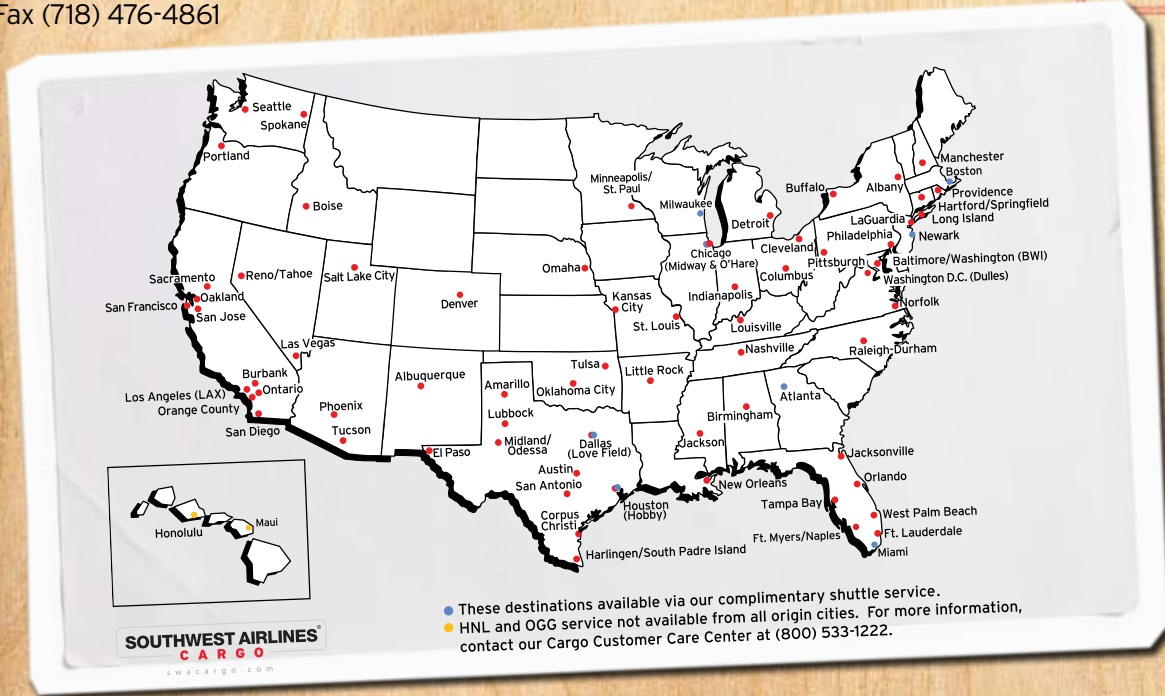 Fax (718) 476-4861
Seattle
Spokane
Portland
Boise
Minneapolis/
St. Paul
Milwaukee
Detroit
Buffalo
Albany
Manchester
Boston
Providence
Hartford/Springfield
LaGuardia
Long Island
Philadelphia
Newark
Chicago
(Midway & O'Hare)
Cleveland
Pittsburgh
Baltimore/Washington (BWI)
Columbus
Washington D.C. (Dulles)
Sacramento
Reno/Tahoe
Salt Lake City
Omaha
San Francisco
Oakland
San Jose
Denver
Kansas
City
Indianapolis
Norfolk
St. Louis
Louisville
Las Vegas
Nashville
Raleigh-Durham
Burbank
Ontario
Los Angeles (LAX)
Orange County
San Diego
Albuquerque
Amarillo
Tulsa
Oklahoma City
Little Rock
Atlanta
Phoenix
Tucson
Lubbock
Birmingham
El Paso
Midland/
Odessa
Dallas
(Love Field)
Jackson
Jacksonville
Austin
San Antonio
Houston
(Hobby)
New Orleans
Orlando
Tampa Bay
West Palm Beach
Corpus
Christi
Ft. Myers/Naples
Ft. Lauderdale
Miami
Harlingen/South Padre Island
Honolulu
Maui
These destinations available via our complimentary shuttle service.
HNL and OGG service not available from all origin cities. For more information,
contact our Cargo Customer Care Center at (800) 533-1222.
SOUTHWEST AIRLINES®
CARGO
swacargo.com